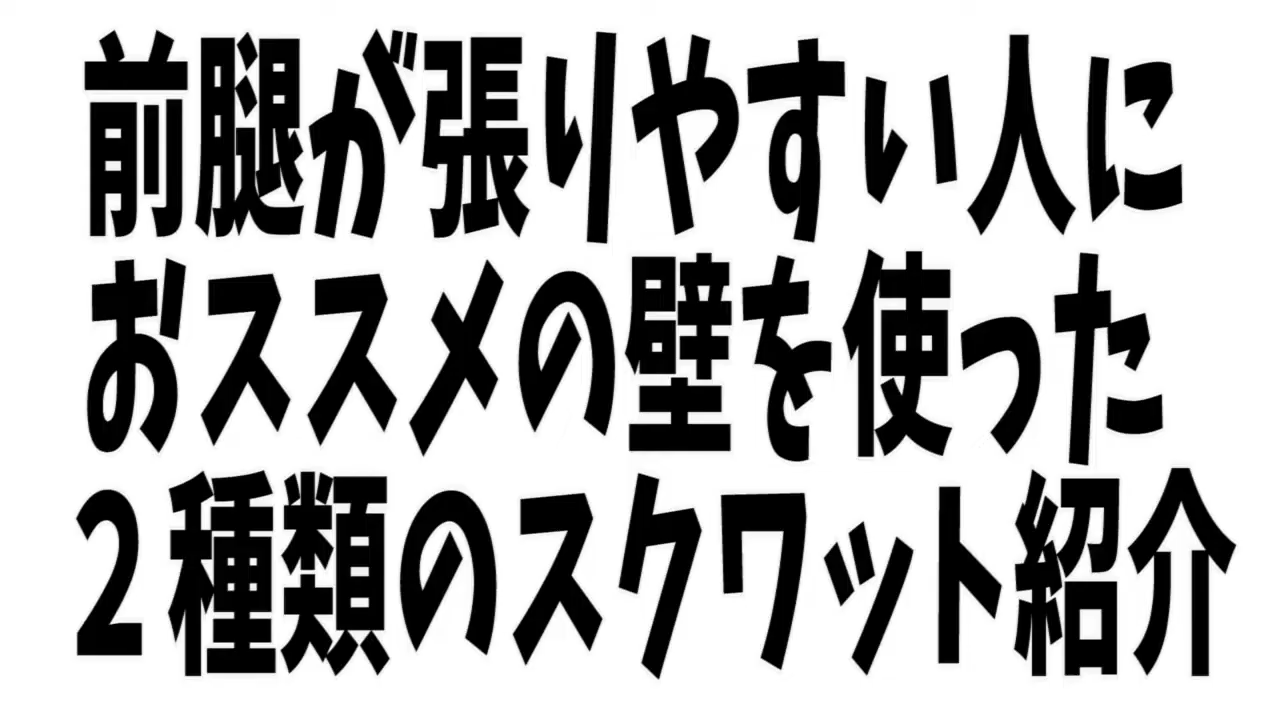 前腿が張りやすい人に
おススメの壁を使った
2種類のスクワット紹介